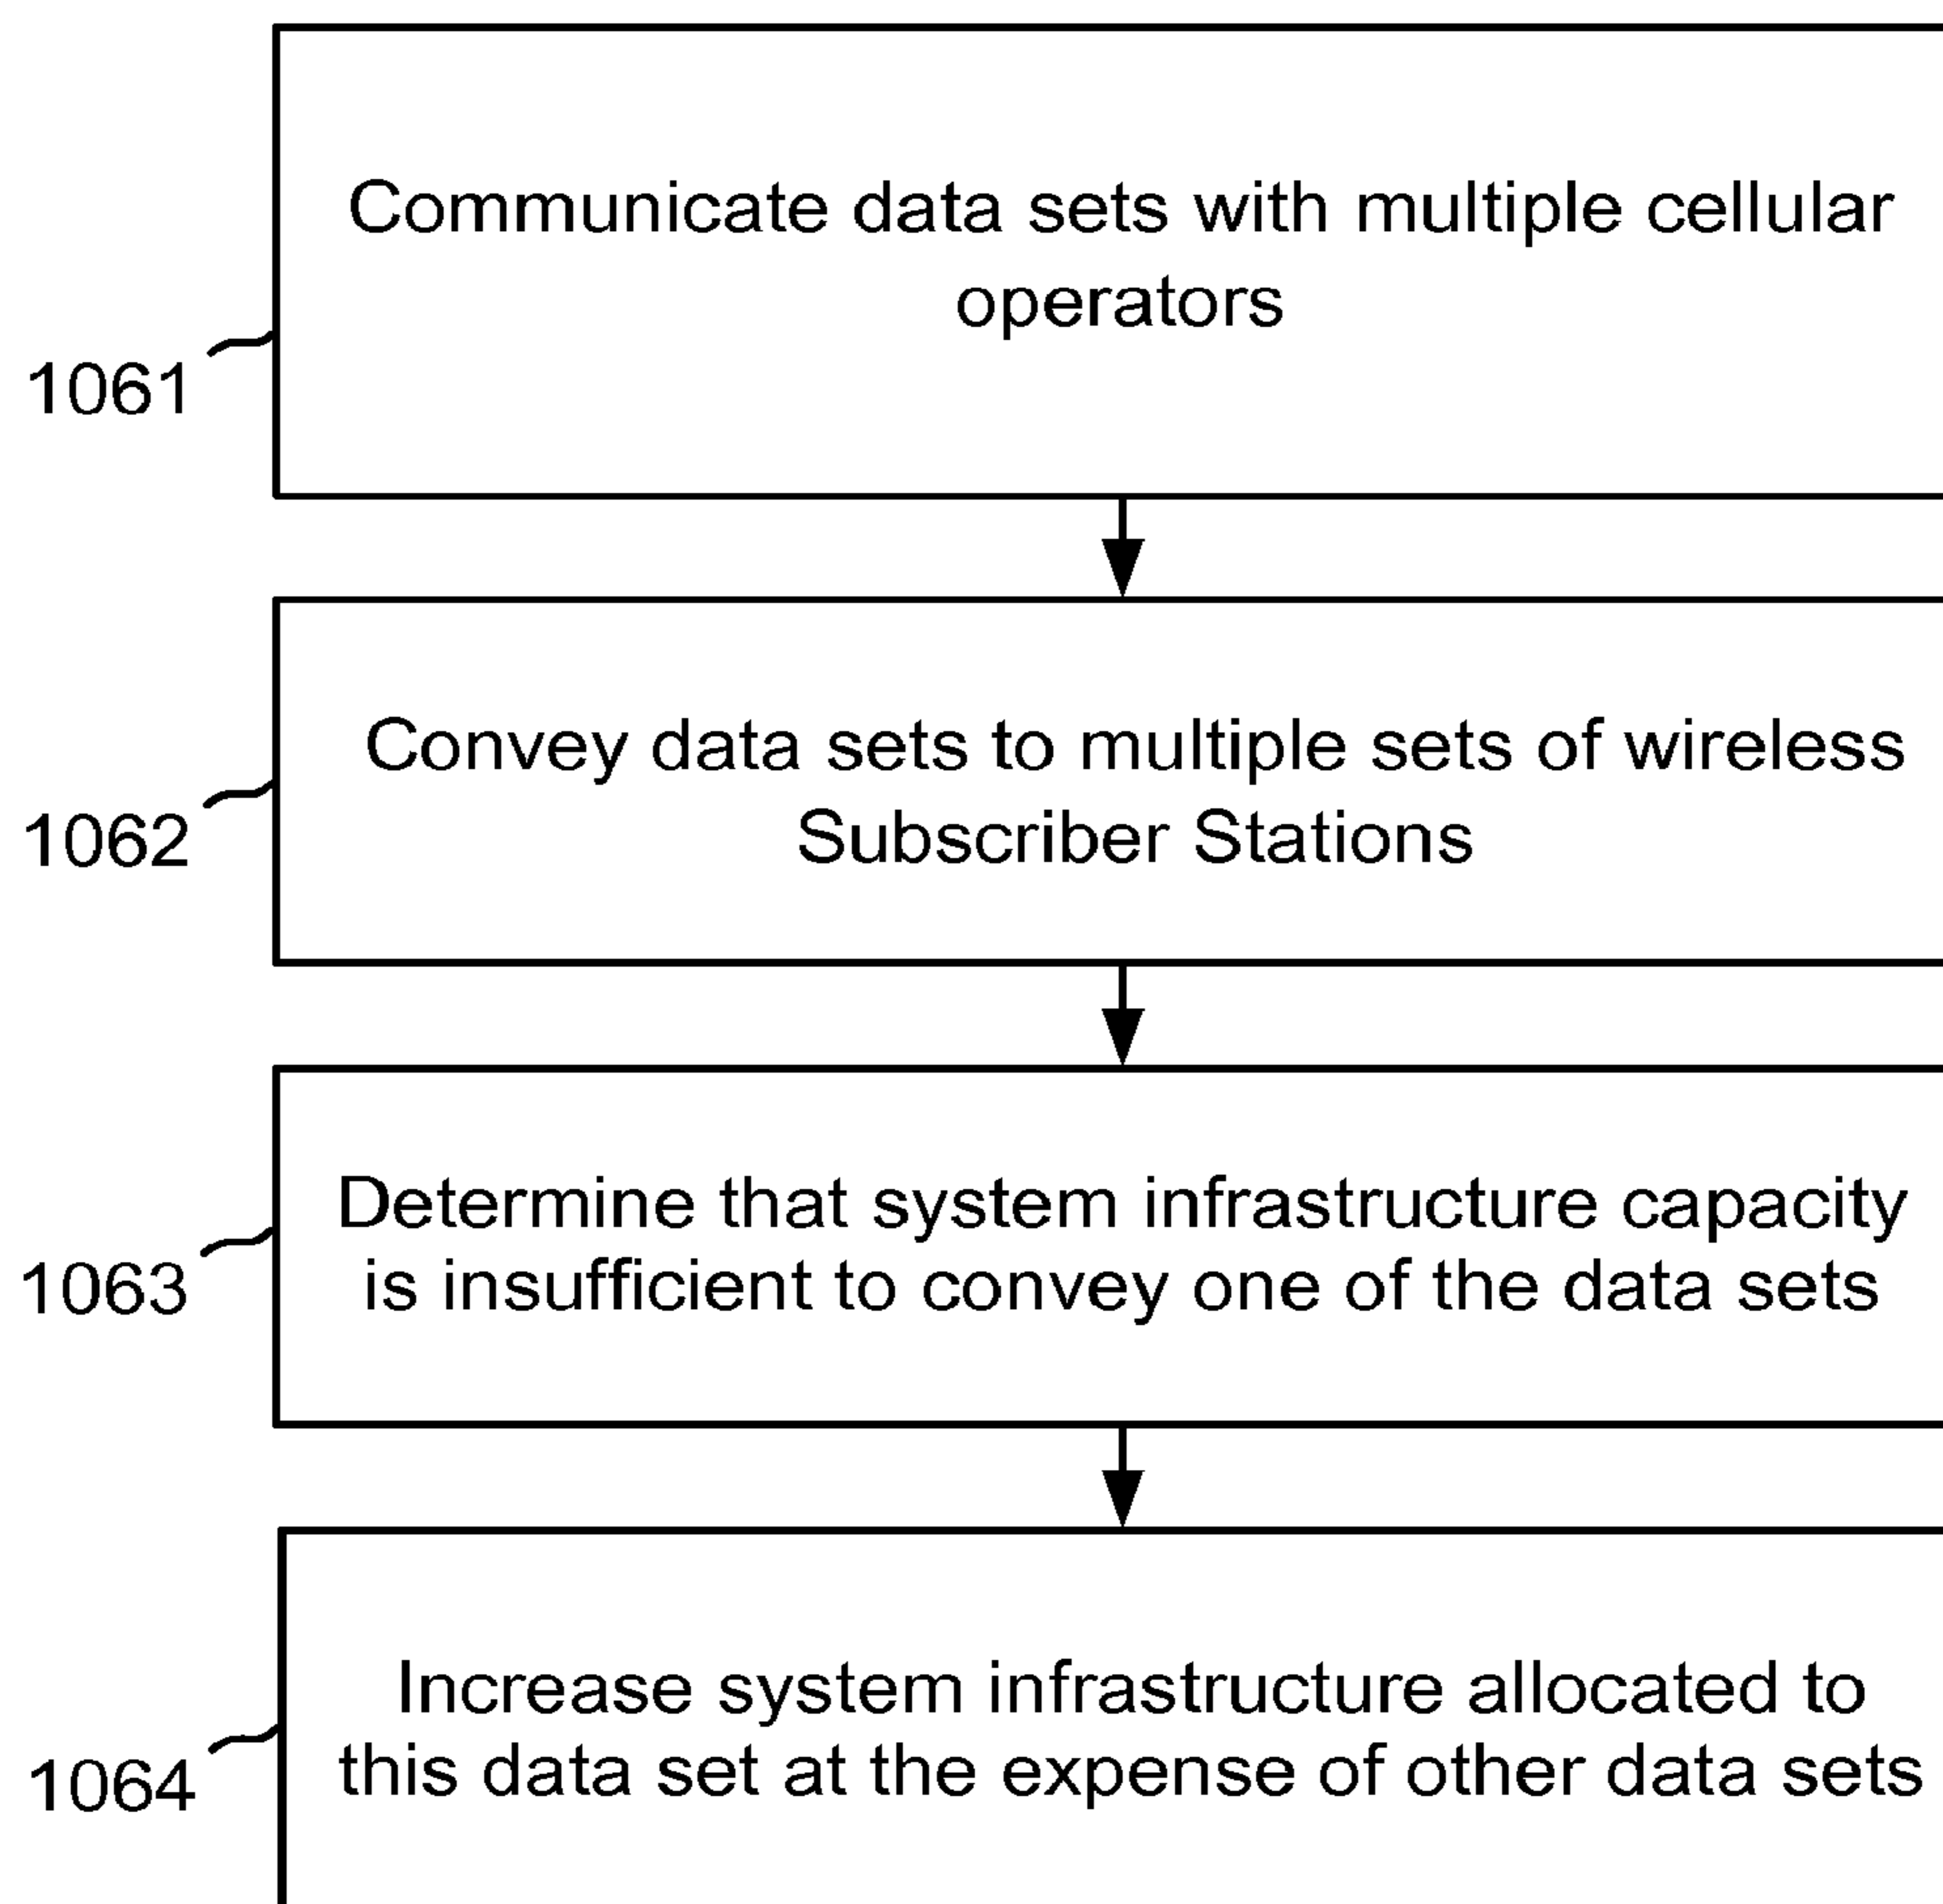 Communicate data sets with multiple cellular
operators
1061
Convey data sets to multiple sets of wireless
Subscriber Stations
1062
Determine that system infrastructure capacity
is insufficient to convey one of the data sets
1063
Increase system infrastructure allocated to
this data set at the expense of other data sets
1064